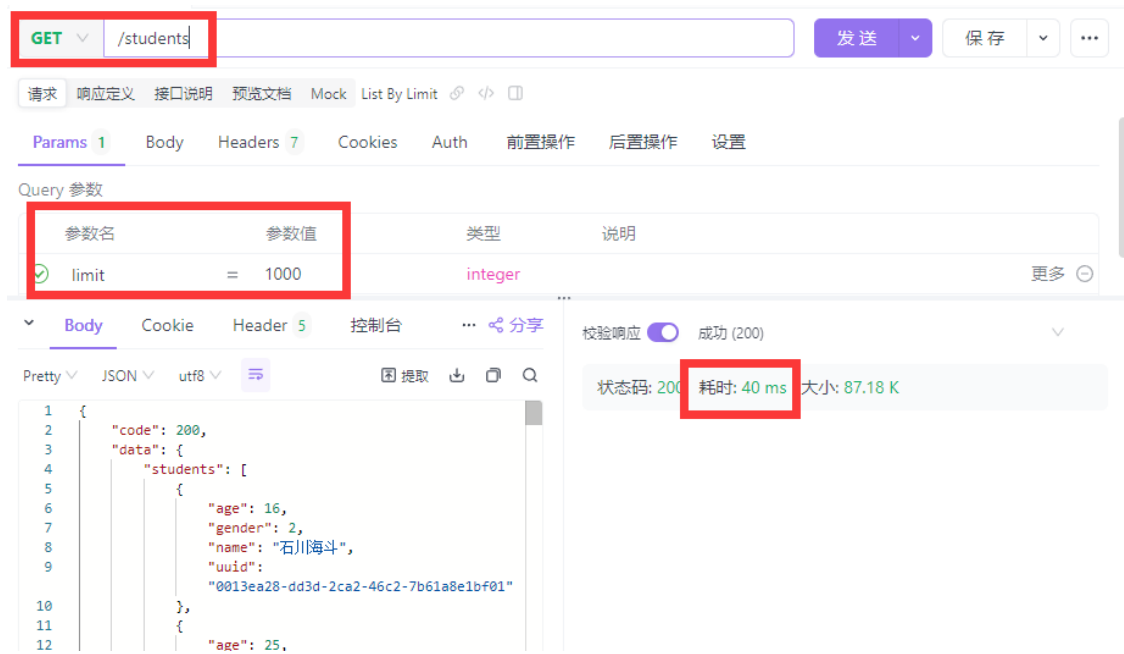 GET /students 发送 保存 ...
请求 响应定义 接口说明 预览文档 Mock List By Limit
Params 1 Body Headers 7 Cookies Auth 前置操作 后置操作 设置
Query 参数
参数名 参数值 类型 说明
limit = 1000 integer 更多
Body Cookie Header 5 控制台 ... 分享
Pretty JSON utf8 提取
1 {
2 "code": 200,
3 "data": {
4 "students": [
5 {
6 "age": 16,
7 "gender": 2,
8 "name": "石川海斗",
9 "uuid":
"0013ea28-dd3d-2ca2-46c2-7b61a8e1bf01"
10 },
11 {
12 "age": 25,
校验响应 成功 (200)
状态码: 200 耗时: 40 ms 大小: 87.18 K